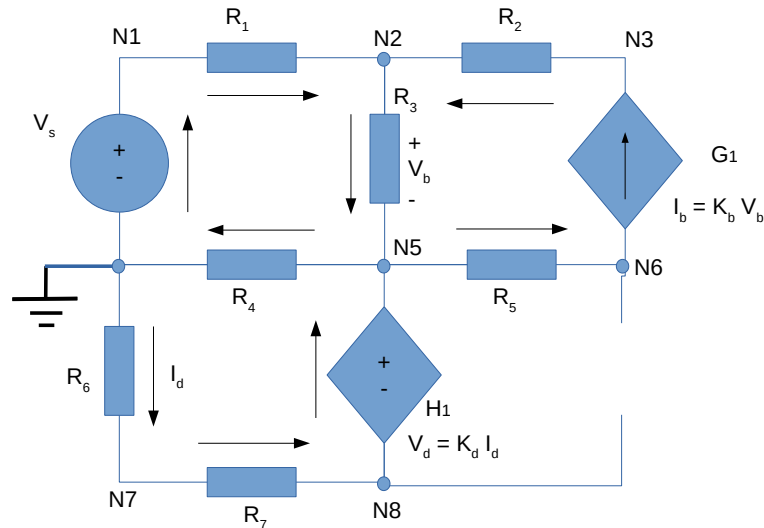 N1
R1
N2
R2
N3
Vs
+
-
R3
+
Vb
-
G1
Ib = Kb Vb
N5
N6
R4
R5
R6
Id
+
-
H1
Vd = Kd Id
N7
R7
N8